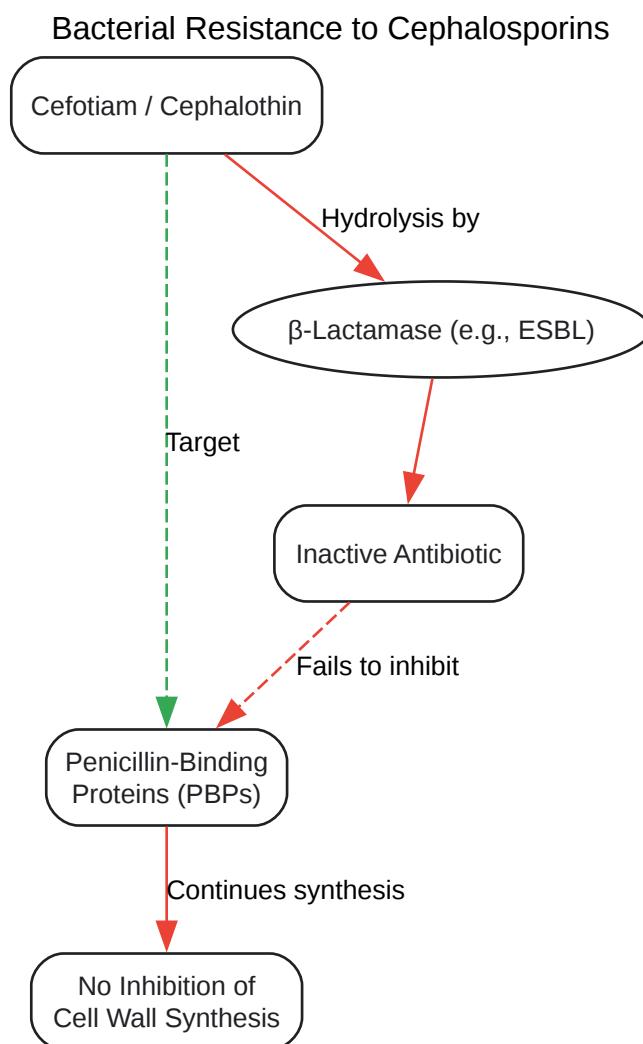 Bacterial Resistance to Cephalosporins
Cefotiam / Cephalothin
Hydrolysis by
β-Lactamase (e.g., ESBL)
Target
Inactive Antibiotic
Fails to inhibit
Penicillin-Binding
Proteins (PBPs)
Continues synthesis
No Inhibition of
Cell Wall Synthesis